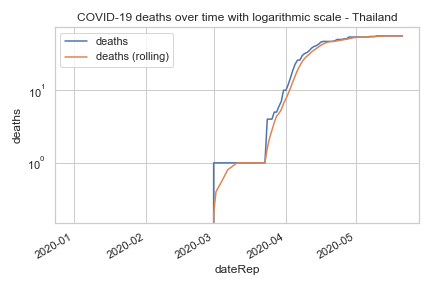 COVID-19 deaths over time with logarithmic scale - Thailand
deaths
deaths (rolling)
deaths
10¹
10⁰
2020-01
2020-02
2020-03
2020-04
2020-05
dateRep